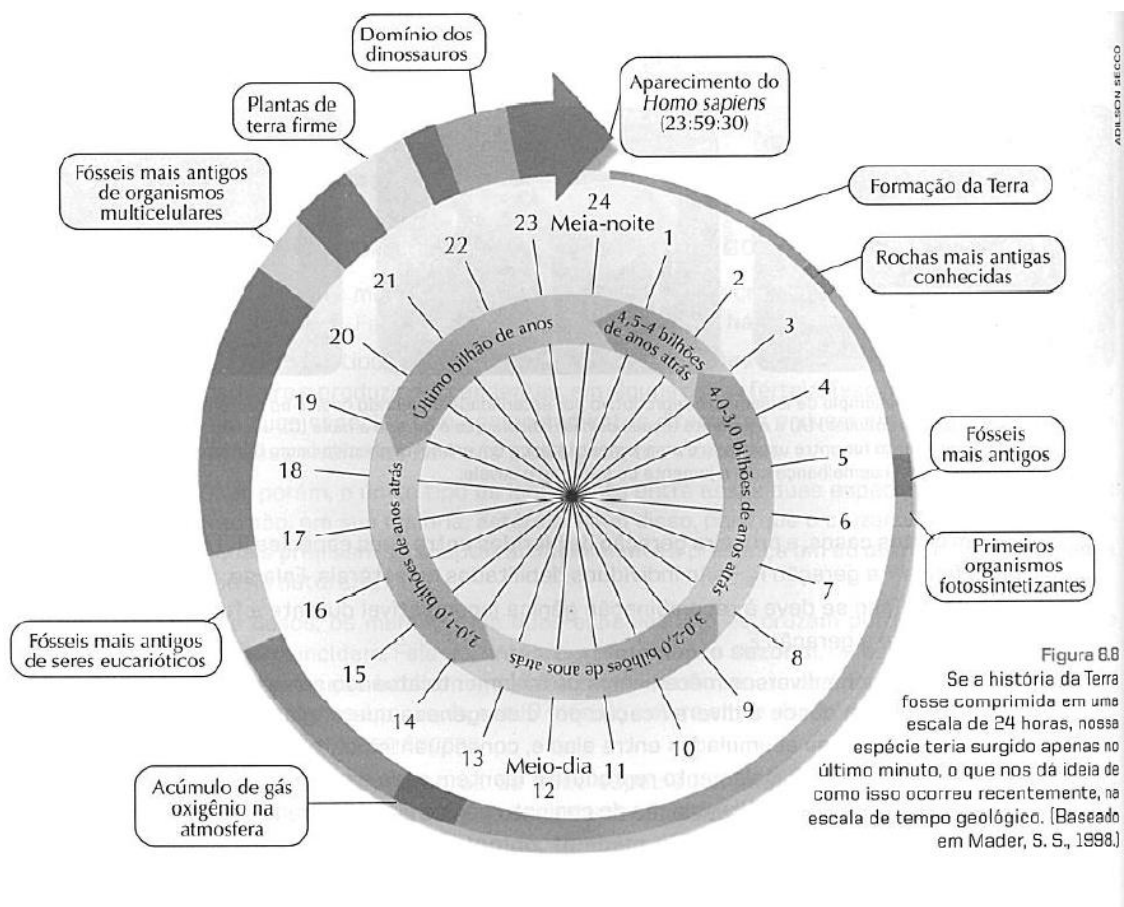 Domínio dos
dinossauros
Aparecimento do
Homo sapiens
(23:59:30)
ADILSON SECCO
Plantas de
terra firme
Fósseis mais antigos
de organismos
multicelulares
Formação da Terra
Rochas mais antigas
conhecidas
Fósseis
mais antigos
Primeiros
organismos
fotossintetizantes
Fósseis mais antigos
de seres eucarióticos
Acúmulo de gás
oxigênio na
atmosfera
24
Meia-noite
1
2
3
4
5
6
7
8
9
10
11
Meio-dia
12
13
14
15
16
17
18
19
20
21
22
23
4,5-4 bilhões
de anos atrás
4,0-3,0 bilhões de anos atrás
3,0-2,0 bilhões de anos atrás
2,0-1,0 bilhões de anos atrás
Último bilhão de anos
Figura 8.8
Se a história da Terra
fosse comprimida em uma
escala de 24 horas, nossa
espécie teria surgido apenas no
último minuto, o que nos dá ideia de
como isso ocorreu recentemente, na
escala de tempo geológico. (Baseado
em Mader, S. S., 1998.)